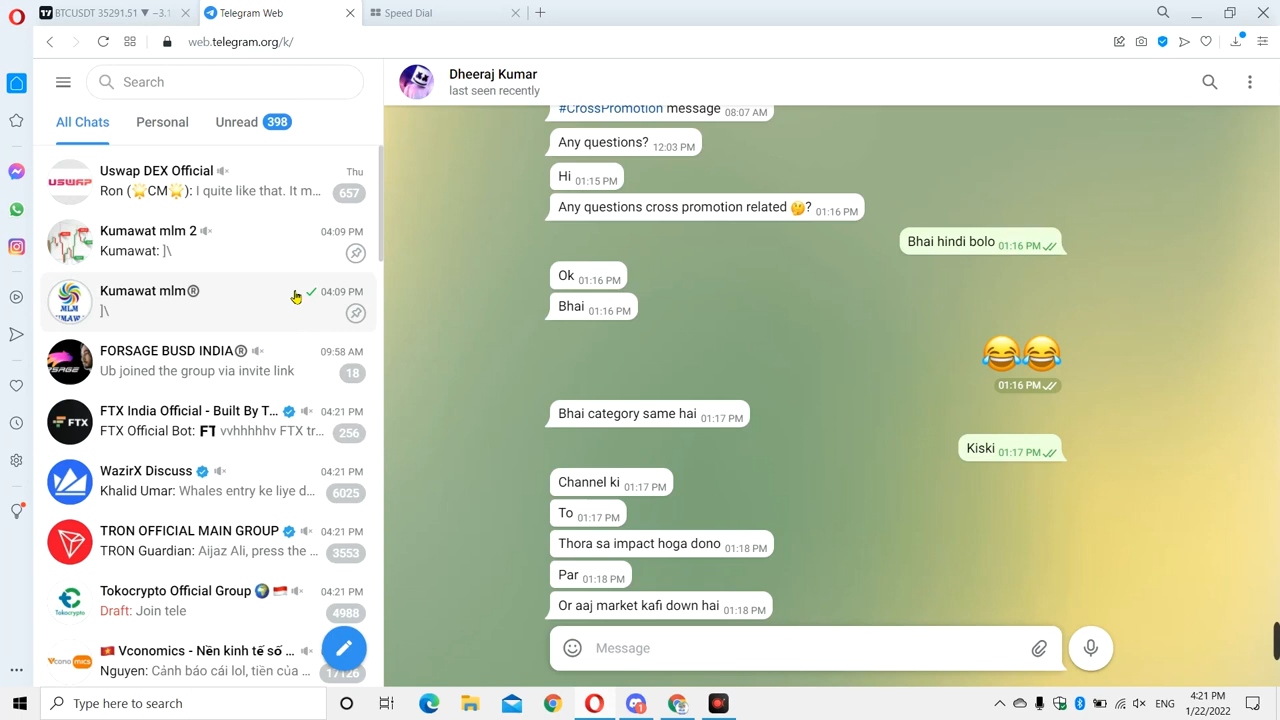 BTCUSDT 35291.51 ▼ −3.1
Telegram Web
Speed Dial
web.telegram.org/k/
Search
All Chats
Personal
Unread 398
Uswap DEX Official
Thu
Ron (🌟CM🌟): I quite like that. It m...
657
USWAP
Kumawat mlm 2
04:09 PM
Kumawat: ]\
Kumawat mlm®
04:09 PM
]\
MLM
FORSAGE BUSD INDIA®
09:58 AM
Ub joined the group via invite link
18
FTX India Official - Built By T...
04:21 PM
FTX Official Bot: FT vvhhhhhv FTX tr...
256
FTX
WazirX Discuss
04:21 PM
Khalid Umar: Whales entry ke liye d...
6025
TRON OFFICIAL MAIN GROUP
04:21 PM
TRON Guardian: Aijaz Ali, press the ...
3553
Tokocrypto Official Group 🌍 🇮🇩
04:21 PM
Draft: Join tele
4988
tokocrypto
🇻🇳 Vconomics - Nền kinh tế số ...
04:21 PM
Nguyen: Cảnh báo cái lol, tiền của ...
17126
Vconomics
Dheeraj Kumar
last seen recently
#CrossPromotion message 08:07 AM
Any questions? 12:03 PM
Hi 01:15 PM
Any questions cross promotion related 🤔? 01:16 PM
Bhai hindi bolo 01:16 PM
Ok 01:16 PM
Bhai 01:16 PM
😂😂
01:16 PM
Bhai category same hai 01:17 PM
Kiski 01:17 PM
Channel ki 01:17 PM
To 01:17 PM
Thora sa impact hoga dono 01:18 PM
Par 01:18 PM
Or aaj market kafi down hai 01:18 PM
Message
Type here to search
ENG
4:21 PM
1/22/2022